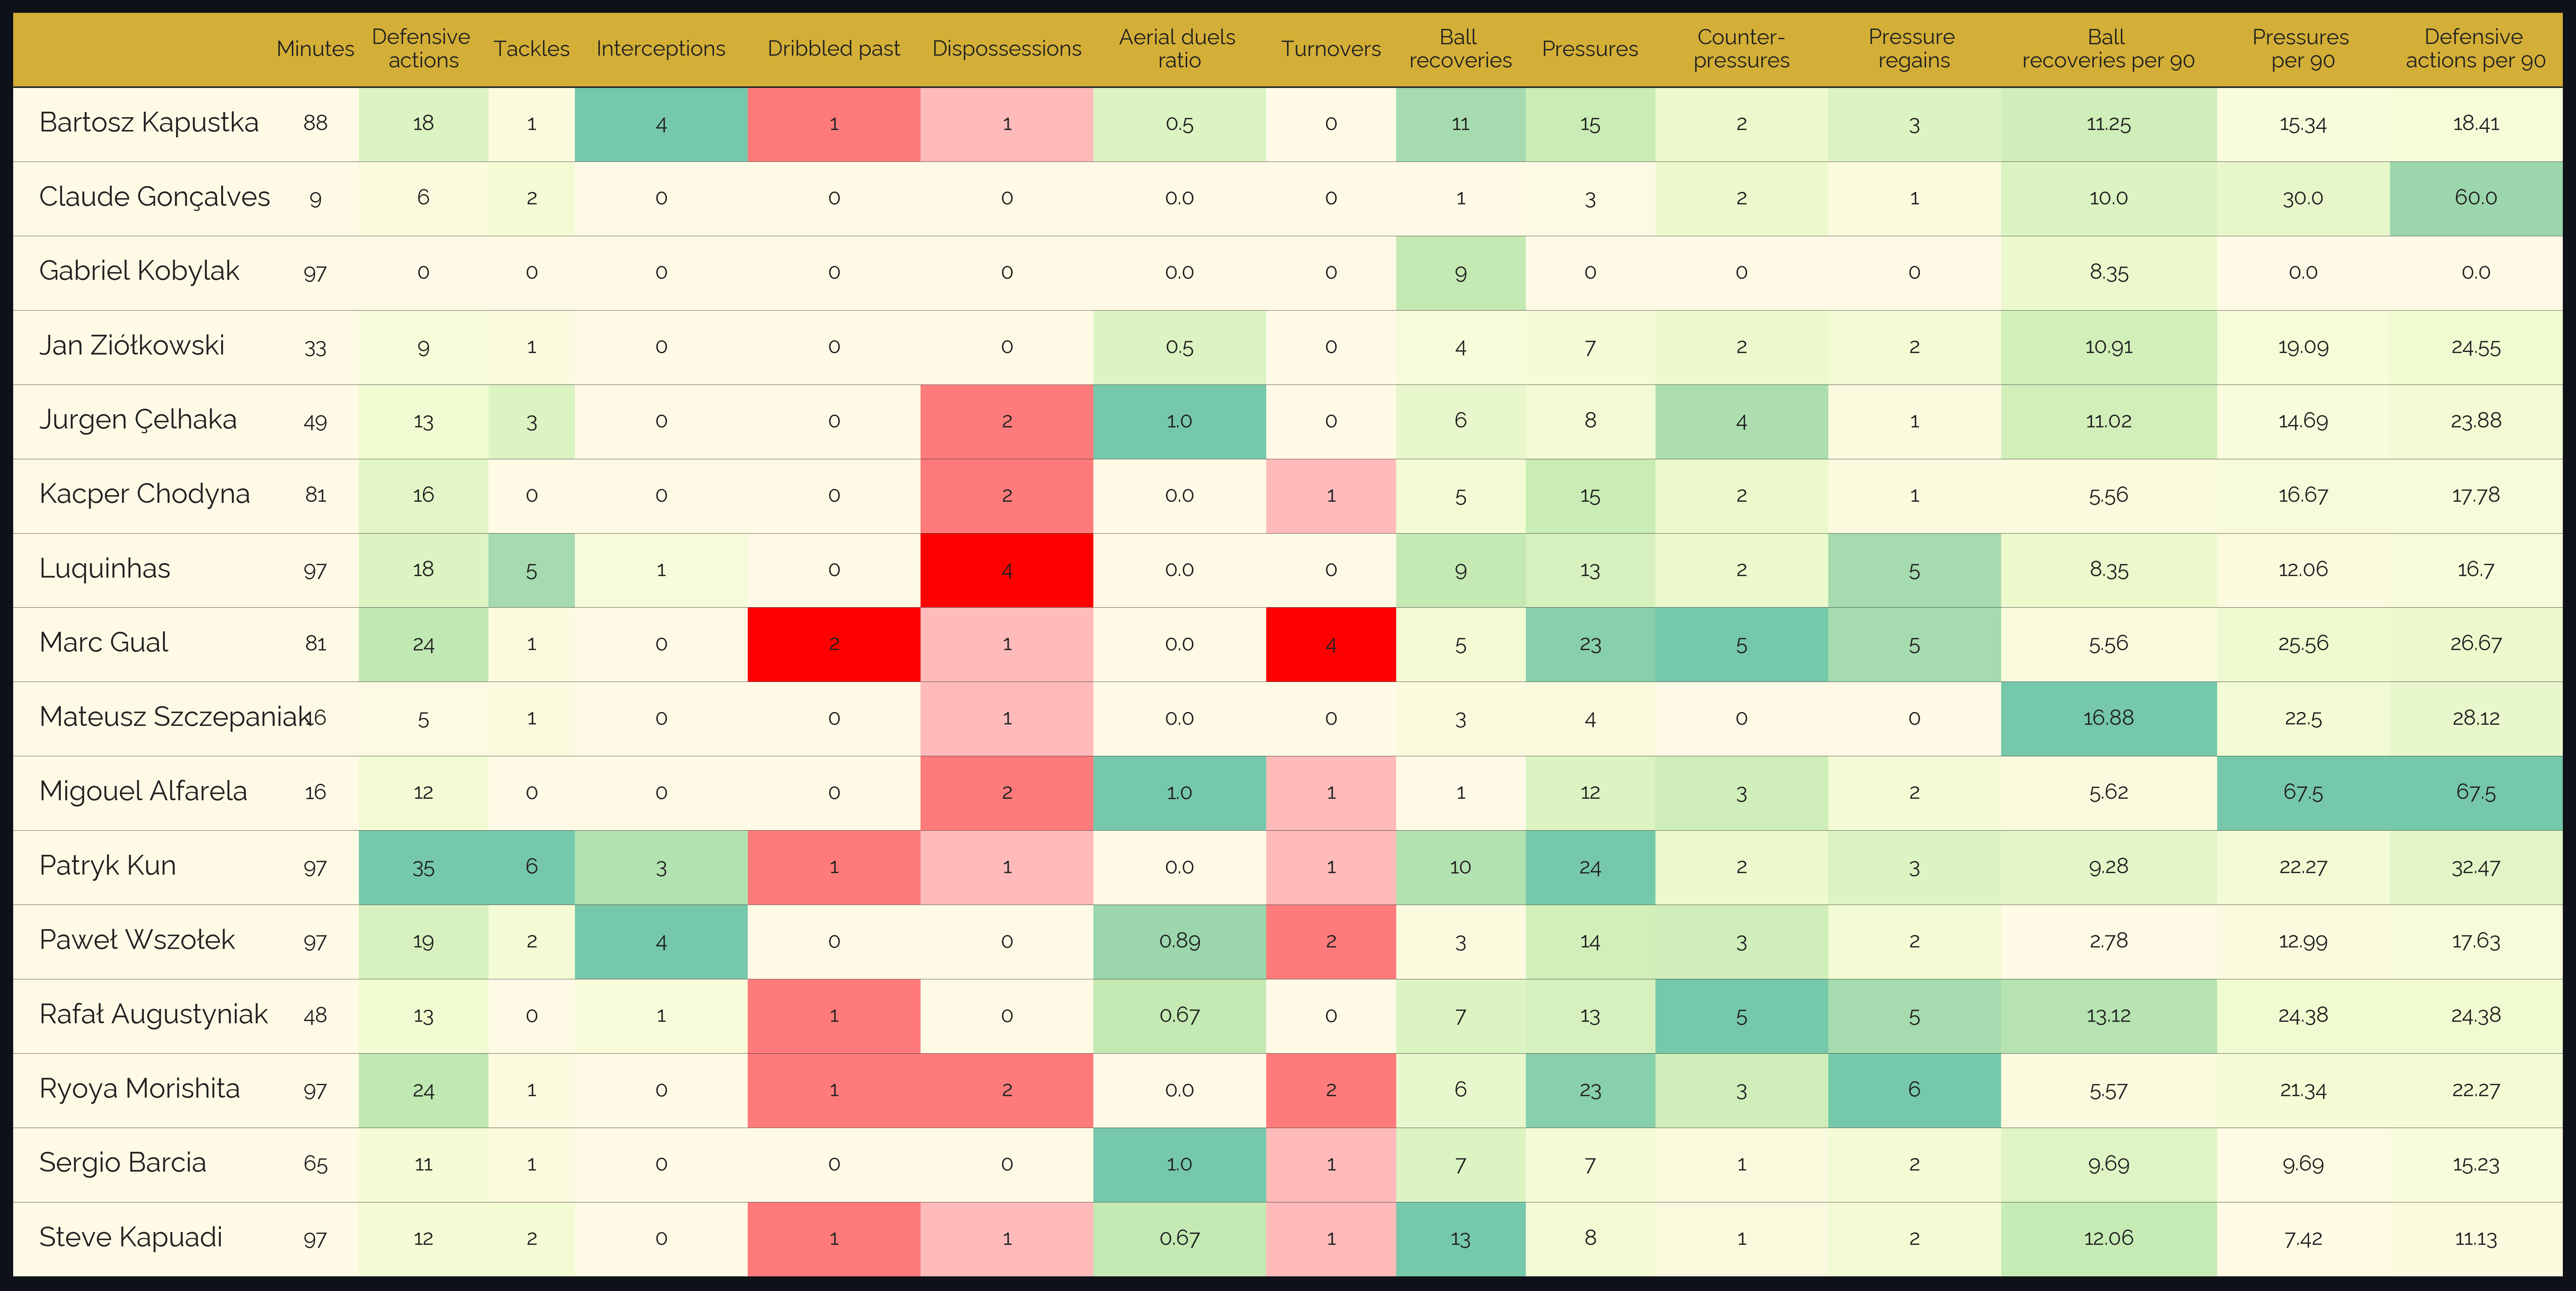 Minutes Defensive actions Tackles Interceptions Dribbled past Dispossessions Aerial duels ratio Turnovers Ball recoveries Pressures Counter-pressures Pressure regains Ball recoveries per 90 Pressures per 90 Defensive actions per 90
Bartosz Kapustka 88 18 1 4 1 1 0.5 0 11 15 2 3 11.25 15.34 18.41
Claude Gonçalves 9 6 2 0 0 0 0.0 0 1 3 2 1 10.0 30.0 60.0
Gabriel Kobylak 97 0 0 0 0 0 0.0 0 9 0 0 0 8.35 0.0 0.0
Jan Ziółkowski 33 9 1 0 0 0 0.5 0 4 7 2 2 10.91 19.09 24.55
Jurgen Çelhaka 49 13 3 0 0 2 1.0 0 6 8 4 1 11.02 14.69 23.88
Kacper Chodyna 81 16 0 0 0 2 0.0 1 5 15 2 1 5.56 16.67 17.78
Luquinhas 97 18 5 1 0 4 0.0 0 9 13 2 5 8.35 12.06 16.7
Marc Gual 81 24 1 0 2 1 0.0 4 5 23 5 5 5.56 25.56 26.67
Mateusz Szczepaniak 16 5 1 0 0 1 0.0 0 3 4 0 0 16.88 22.5 28.12
Migouel Alfarela 16 12 0 0 0 2 1.0 1 1 12 3 2 5.62 67.5 67.5
Patryk Kun 97 35 6 3 1 1 0.0 1 10 24 2 3 9.28 22.27 32.47
Paweł Wszołek 97 19 2 4 0 0 0.89 2 3 14 3 2 2.78 12.99 17.63
Rafał Augustyniak 48 13 0 1 1 0 0.67 0 7 13 5 5 13.12 24.38 24.38
Ryoya Morishita 97 24 1 0 1 2 0.0 2 6 23 3 6 5.57 21.34 22.27
Sergio Barcia 65 11 1 0 0 0 1.0 1 7 7 1 2 9.69 9.69 15.23
Steve Kapuadi 97 12 2 0 1 1 0.67 1 13 8 1 2 12.06 7.42 11.13